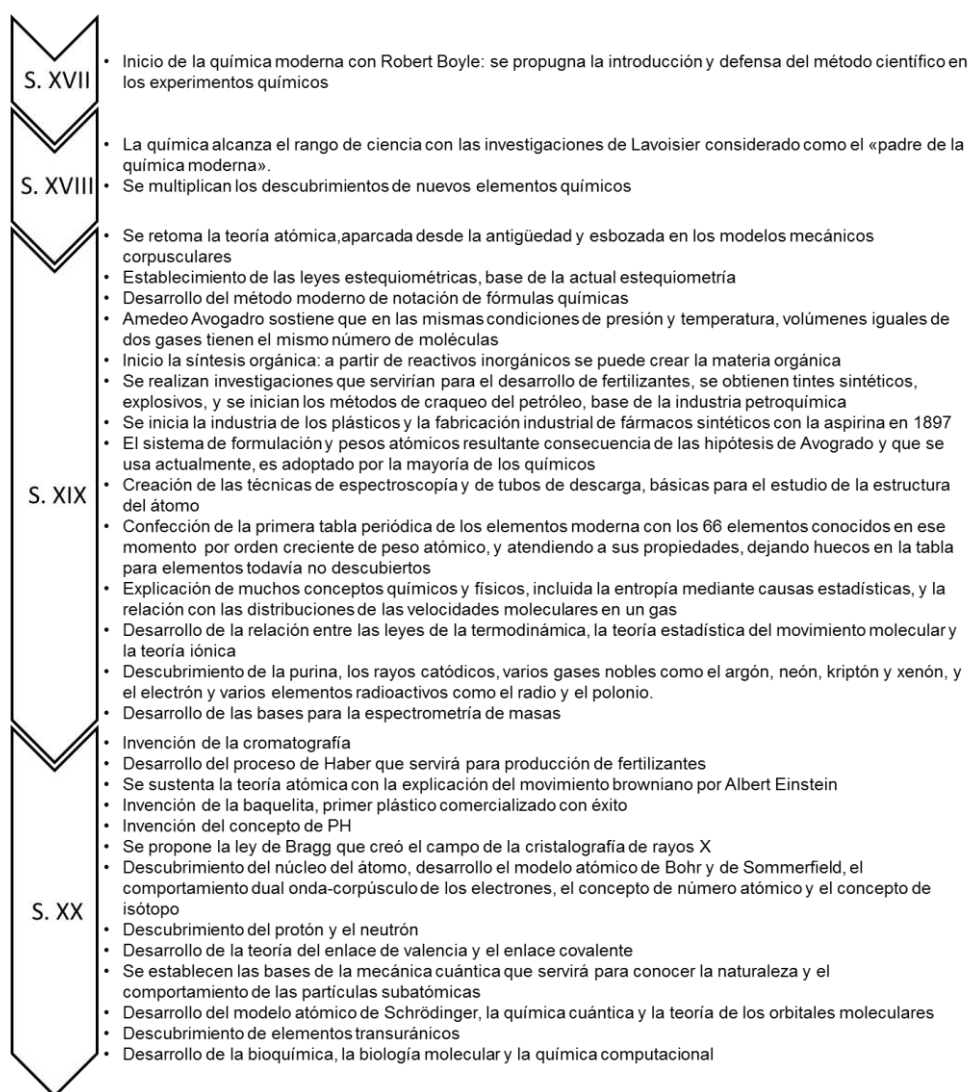 S. XVII
• Inicio de la química moderna con Robert Boyle: se propugna la introducción y defensa del método científico en
los experimentos químicos
S. XVIII
• La química alcanza el rango de ciencia con las investigaciones de Lavoisier considerado como el «padre de la
química moderna».
• Se multiplican los descubrimientos de nuevos elementos químicos
S. XIX
• Se retoma la teoría atómica,aparcada desde la antigüedad y esbozada en los modelos mecánicos
corpusculares
• Establecimiento de las leyes estequiométricas, base de la actual estequiometría
• Desarrollo del método moderno de notación de fórmulas químicas
• Amedeo Avogadro sostiene que en las mismas condiciones de presión y temperatura, volúmenes iguales de
dos gases tienen el mismo número de moléculas
• Inicio la síntesis orgánica: a partir de reactivos inorgánicos se puede crear la materia orgánica
• Se realizan investigaciones que servirían para el desarrollo de fertilizantes, se obtienen tintes sintéticos,
explosivos, y se inician los métodos de craqueo del petróleo, base de la industria petroquímica
• Se inicia la industria de los plásticos y la fabricación industrial de fármacos sintéticos con la aspirina en 1897
• El sistema de formulación y pesos atómicos resultante consecuencia de las hipótesis de Avogrado y que se
usa actualmente, es adoptado por la mayoría de los químicos
• Creación de las técnicas de espectroscopía y de tubos de descarga, básicas para el estudio de la estructura
del átomo
• Confección de la primera tabla periódica de los elementos moderna con los 66 elementos conocidos en ese
momento por orden creciente de peso atómico, y atendiendo a sus propiedades, dejando huecos en la tabla
para elementos todavía no descubiertos
• Explicación de muchos conceptos químicos y físicos, incluida la entropía mediante causas estadísticas, y la
relación con las distribuciones de las velocidades moleculares en un gas
• Desarrollo de la relación entre las leyes de la termodinámica, la teoría estadística del movimiento molecular y
la teoría iónica
• Descubrimiento de la purina, los rayos catódicos, varios gases nobles como el argón, neón, kriptón y xenón, y
el electrón y varios elementos radioactivos como el radio y el polonio.
• Desarrollo de las bases para la espectrometría de masas
S. XX
• Invención de la cromatografía
• Desarrollo del proceso de Haber que servirá para producción de fertilizantes
• Se sustenta la teoría atómica con la explicación del movimiento browniano por Albert Einstein
• Invención de la baquelita, primer plástico comercializado con éxito
• Invención del concepto de PH
• Se propone la ley de Bragg que creó el campo de la cristalografía de rayos X
• Descubrimiento del núcleo del átomo, desarrollo el modelo atómico de Bohr y de Sommerfield, el
comportamiento dual onda-corpúsculo de los electrones, el concepto de número atómico y el concepto de
isótopo
• Descubrimiento del protón y el neutrón
• Desarrollo de la teoría del enlace de valencia y el enlace covalente
• Se establecen las bases de la mecánica cuántica que servirá para conocer la naturaleza y el
comportamiento de las partículas subatómicas
• Desarrollo del modelo atómico de Schrödinger, la química cuántica y la teoría de los orbitales moleculares
• Descubrimiento de elementos transuránicos
• Desarrollo de la bioquímica, la biología molecular y la química computacional